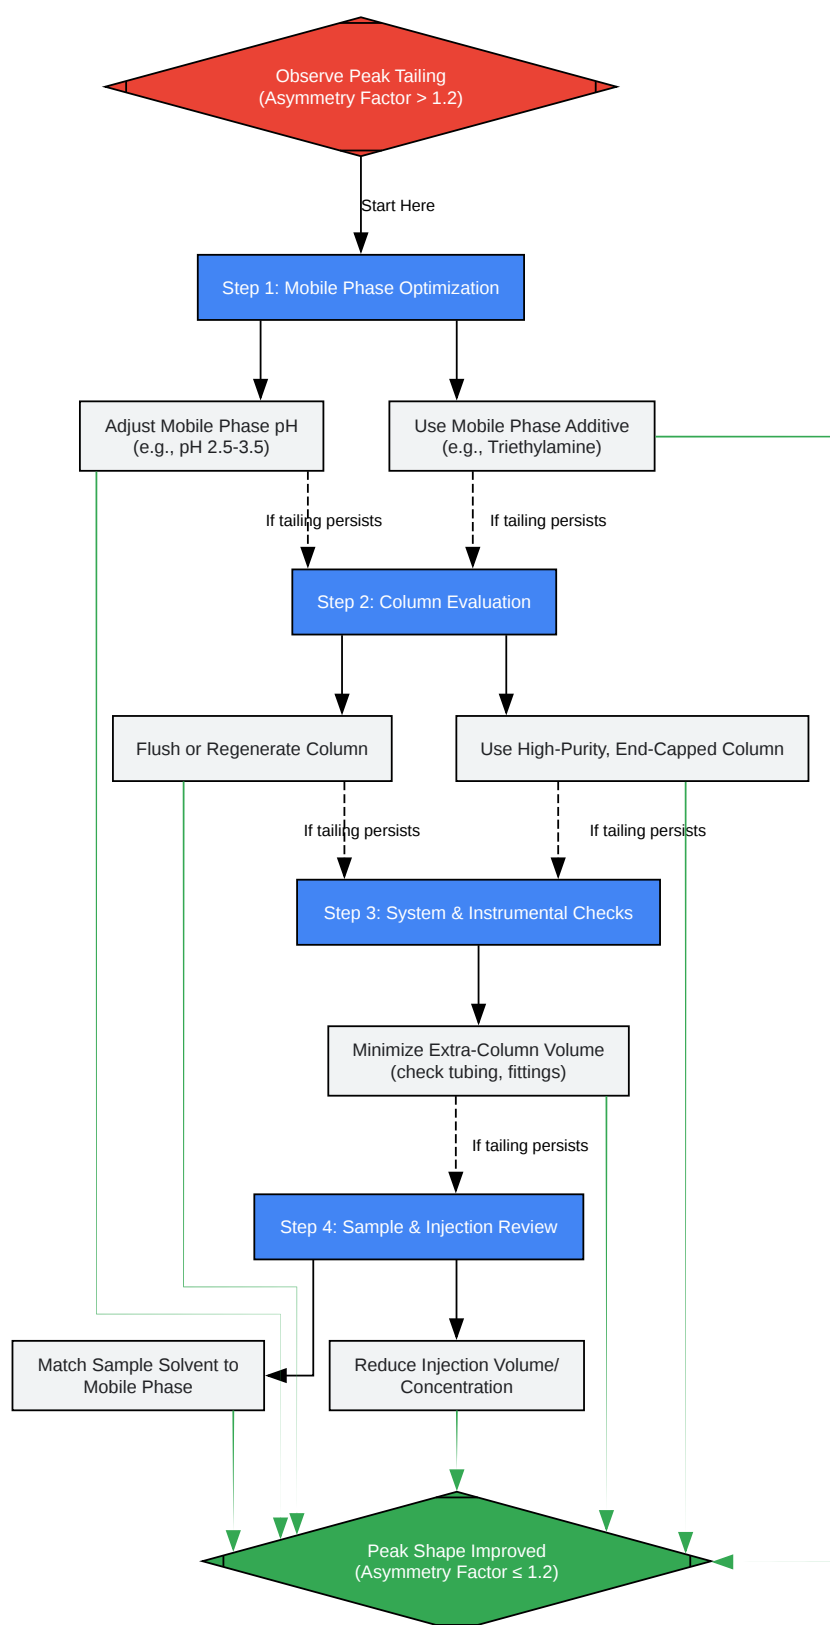 Observe Peak Tailing
(Asymmetry Factor > 1.2)
Start Here
Step 1: Mobile Phase Optimization
Adjust Mobile Phase pH
(e.g., pH 2.5-3.5)
Use Mobile Phase Additive
(e.g., Triethylamine)
If tailing persists
If tailing persists
Step 2: Column Evaluation
Flush or Regenerate Column
Use High-Purity, End-Capped Column
If tailing persists
If tailing persists
Step 3: System & Instrumental Checks
Minimize Extra-Column Volume
(check tubing, fittings)
If tailing persists
Step 4: Sample & Injection Review
Match Sample Solvent to
Mobile Phase
Reduce Injection Volume/
Concentration
Peak Shape Improved
(Asymmetry Factor ≤ 1.2)